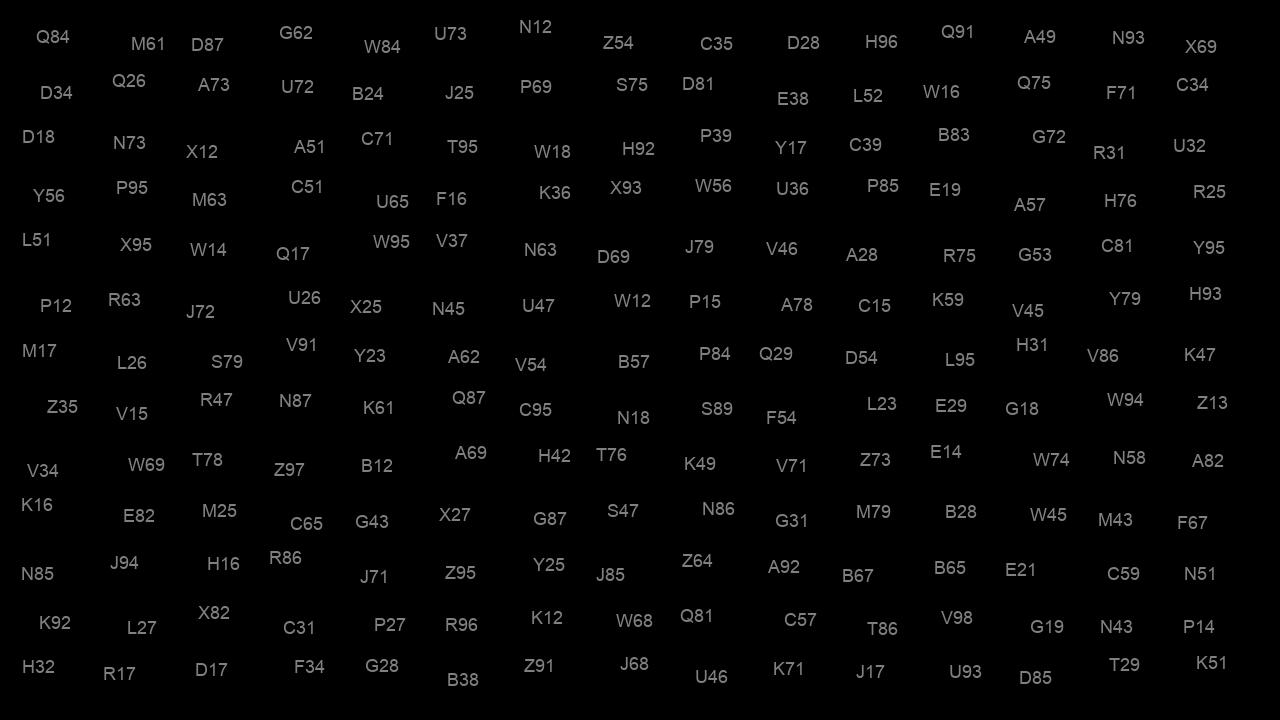 Q84 M61 D87 G62 W84 U73 N12 Z54 C35 D28 H96 Q91 A49 N93 X69
D34 Q26 A73 U72 B24 J25 P69 S75 D81 E38 L52 W16 Q75 F71 C34
D18 N73 X12 A51 C71 T95 W18 H92 P39 Y17 C39 B83 G72 R31 U32
Y56 P95 M63 C51 U65 F16 K36 X93 W56 U36 P85 E19 A57 H76 R25
L51 X95 W14 Q17 W95 V37 N63 D69 J79 V46 A28 R75 G53 C81 Y95
P12 R63 J72 U26 X25 N45 U47 W12 P15 A78 C15 K59 V45 Y79 H93
M17 L26 S79 V91 Y23 A62 V54 B57 P84 Q29 D54 L95 H31 V86 K47
Z35 V15 R47 N87 K61 Q87 C95 N18 S89 F54 L23 E29 G18 W94 Z13
V34 W69 T78 Z97 B12 A69 H42 T76 K49 V71 Z73 E14 W74 N58 A82
K16 E82 M25 C65 G43 X27 G87 S47 N86 G31 M79 B28 W45 M43 F67
N85 J94 H16 R86 J71 Z95 Y25 J85 Z64 A92 B67 B65 E21 C59 N51
K92 L27 X82 C31 P27 R96 K12 W68 Q81 C57 T86 V98 G19 N43 P14
H32 R17 D17 F34 G28 B38 Z91 J68 U46 K71 J17 U93 D85 T29 K51